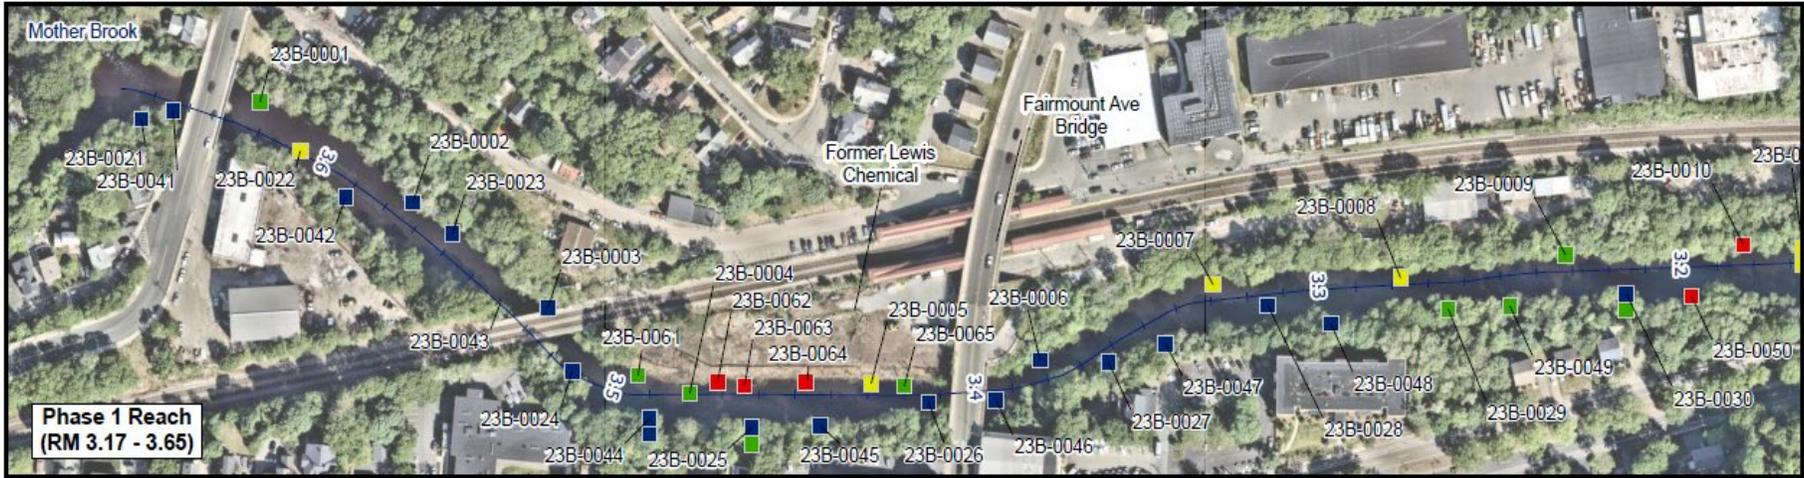 Mother Brook
23B-0001
23B-0021
23B-0041
23B-0022
3.6
23B-0002
23B-0023
23B-0042
23B-0003
23B-0043
Former Lewis
Chemical
Fairmount Ave
Bridge
23B-0004
23B-0062
23B-0063
23B-0061
23B-0064
23B-0005
23B-0065
23B-0006
23B-0007
23B-0008
23B-0009
23B-0010
23B-0
3.5
3.4
3.3
3.2
23B-0024
23B-0044
23B-0025
23B-0045
23B-0026
23B-0046
23B-0027
23B-0047
23B-0028
23B-0048
23B-0029
23B-0049
23B-0030
23B-0050
Phase 1 Reach
(RM 3.17 - 3.65)